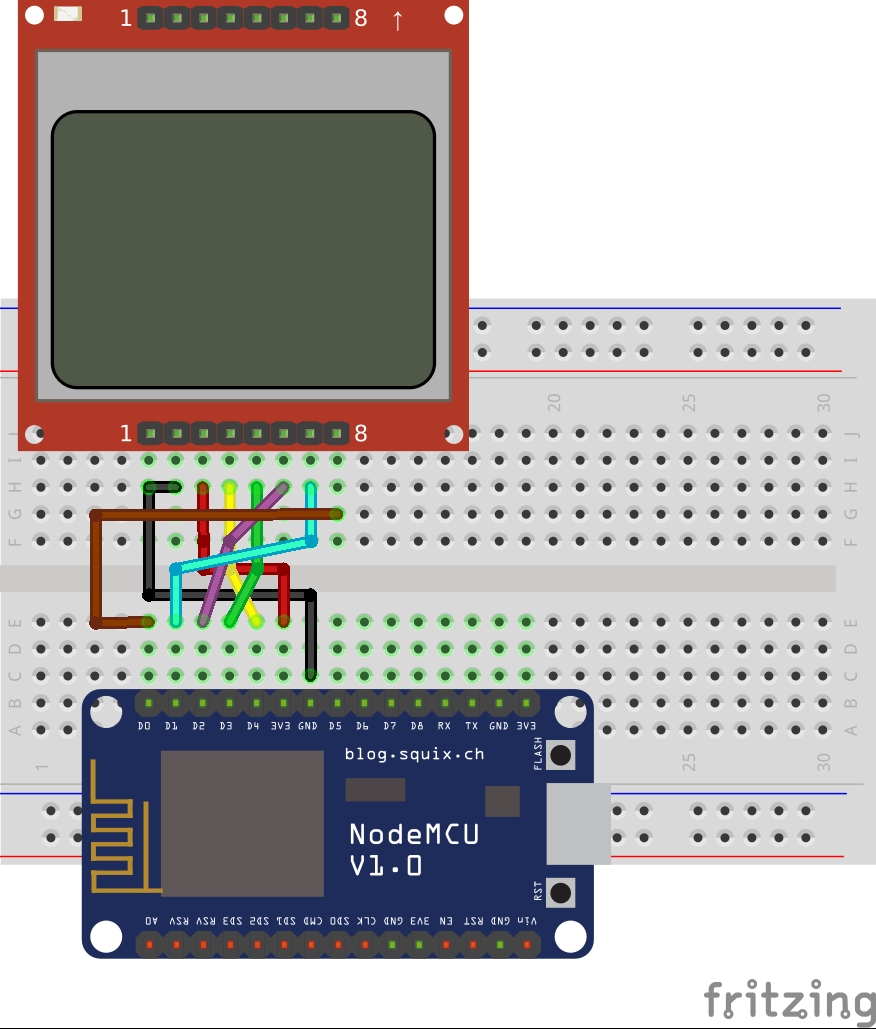 1 8 ↑
20 25 30
1 8
J J
I I
H H
G G
F F
E E
D D
C C
B B
A A
D0 D1 D2 D3 D4 3V3 GND D5 D6 D7 D8 RX TX GND 3V3
FLASH
blog.squix.ch
1 25 30
NodeMCU
V1.0
RST
A0 RSV RSV SD3 SD2 SD1 CMD SD0 CLK GND 3V3 EN RST GND Vin
fritzing